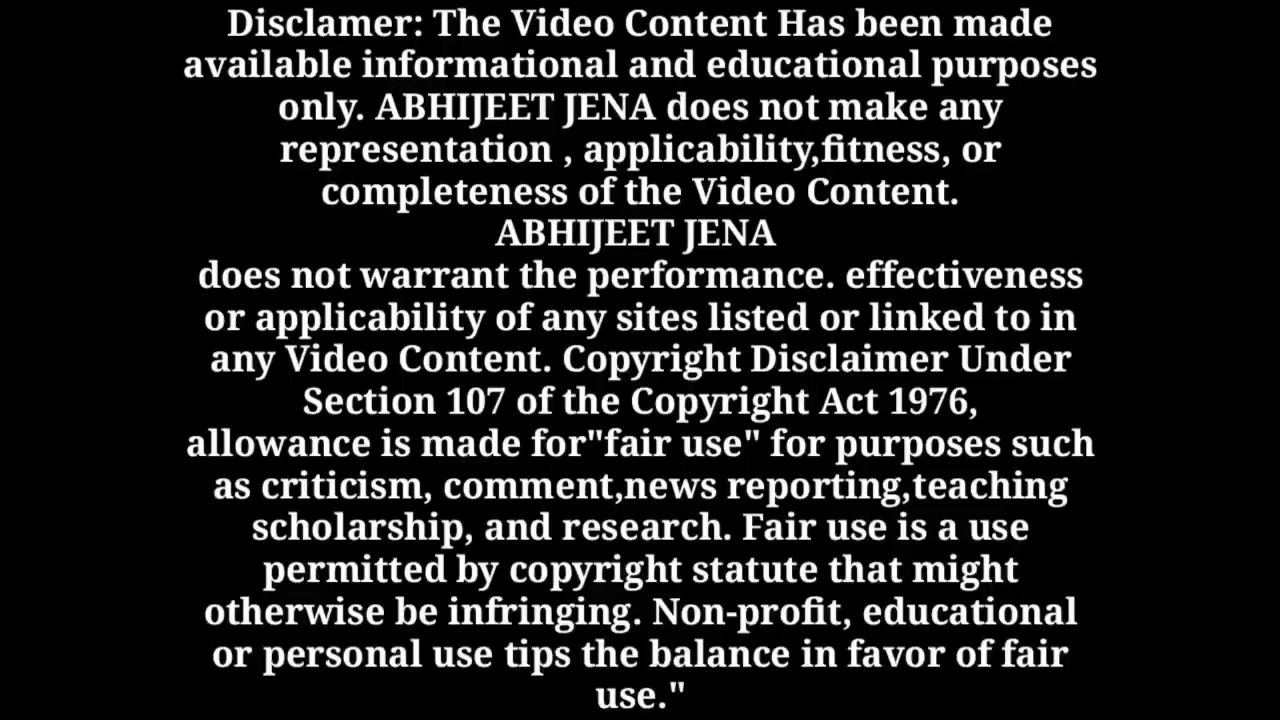 Disclamer: The Video Content Has been made
available informational and educational purposes
only. ABHIJEET JENA does not make any
representation , applicability,fitness, or
completeness of the Video Content.
ABHIJEET JENA
does not warrant the performance. effectiveness
or applicability of any sites listed or linked to in
any Video Content. Copyright Disclaimer Under
Section 107 of the Copyright Act 1976,
allowance is made for"fair use" for purposes such
as criticism, comment,news reporting,teaching
scholarship, and research. Fair use is a use
permitted by copyright statute that might
otherwise be infringing. Non-profit, educational
or personal use tips the balance in favor of fair
use."